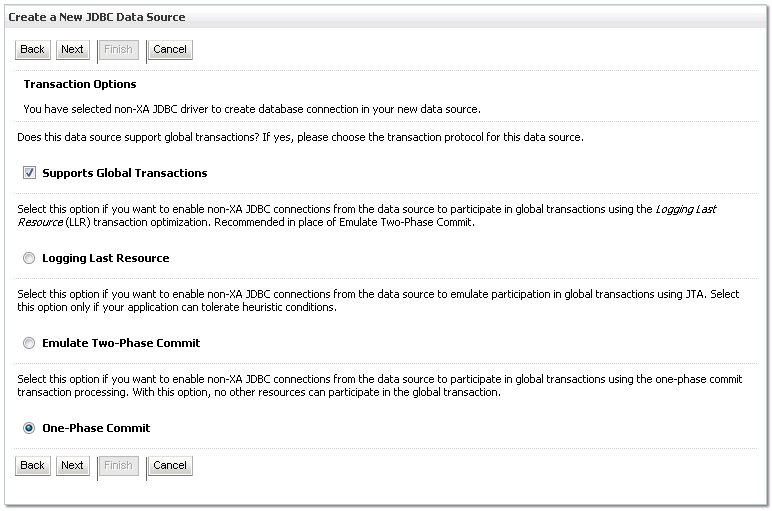 Create a New JDBC Data Source
Back Next Finish Cancel
Transaction Options
You have selected non-XA JDBC driver to create database connection in your new data source.
Does this data source support global transactions? If yes, please choose the transaction protocol for this data source.
Supports Global Transactions
Select this option if you want to enable non-XA JDBC connections from the data source to participate in global transactions using the Logging Last
Resource (LLR) transaction optimization. Recommended in place of Emulate Two-Phase Commit.
Logging Last Resource
Select this option if you want to enable non-XA JDBC connections from the data source to emulate participation in global transactions using JTA. Select
this option only if your application can tolerate heuristic conditions.
Emulate Two-Phase Commit
Select this option if you want to enable non-XA JDBC connections from the data source to participate in global transactions using the one-phase commit
transaction processing. With this option, no other resources can participate in the global transaction.
One-Phase Commit
Back Next Finish Cancel